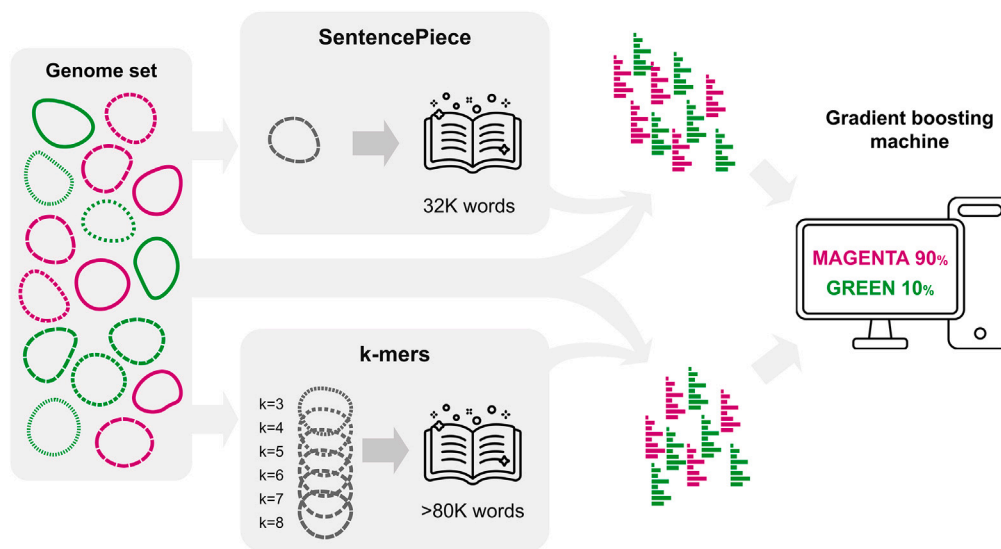 Genome set
SentencePiece
32K words
k-mers
k=3
k=4
k=5
k=6
k=7
k=8
>80K words
Gradient boosting
machine
MAGENTA 90%
GREEN 10%